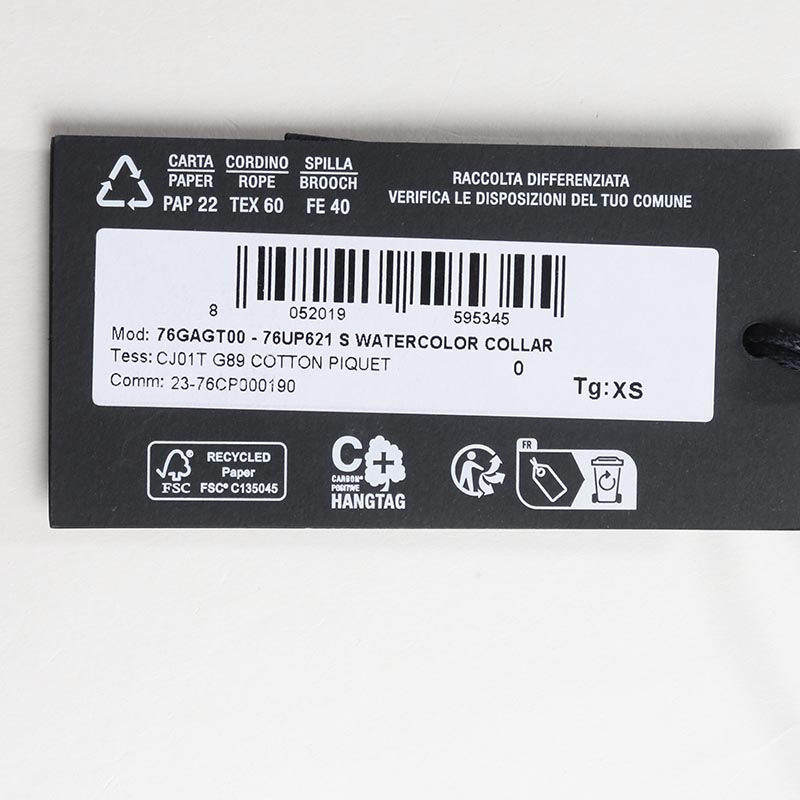 CARTA CORDINO SPILLA
PAPER ROPE BROOCH
PAP 22 TEX 60 FE 40
RACCOLTA DIFFERENZIATA
VERIFICA LE DISPOSIZIONI DEL TUO COMUNE
8 052019 595345
Mod: 76GAGT00 - 76UP621 S WATERCOLOR COLLAR
Tess: CJ01T G89 COTTON PIQUET 0
Comm: 23-76CP000190
Tg: XS
FSC
RECYCLED
Paper
FSC® C135045
C+
CARBON®
POSITIVE
HANGTAG
FR